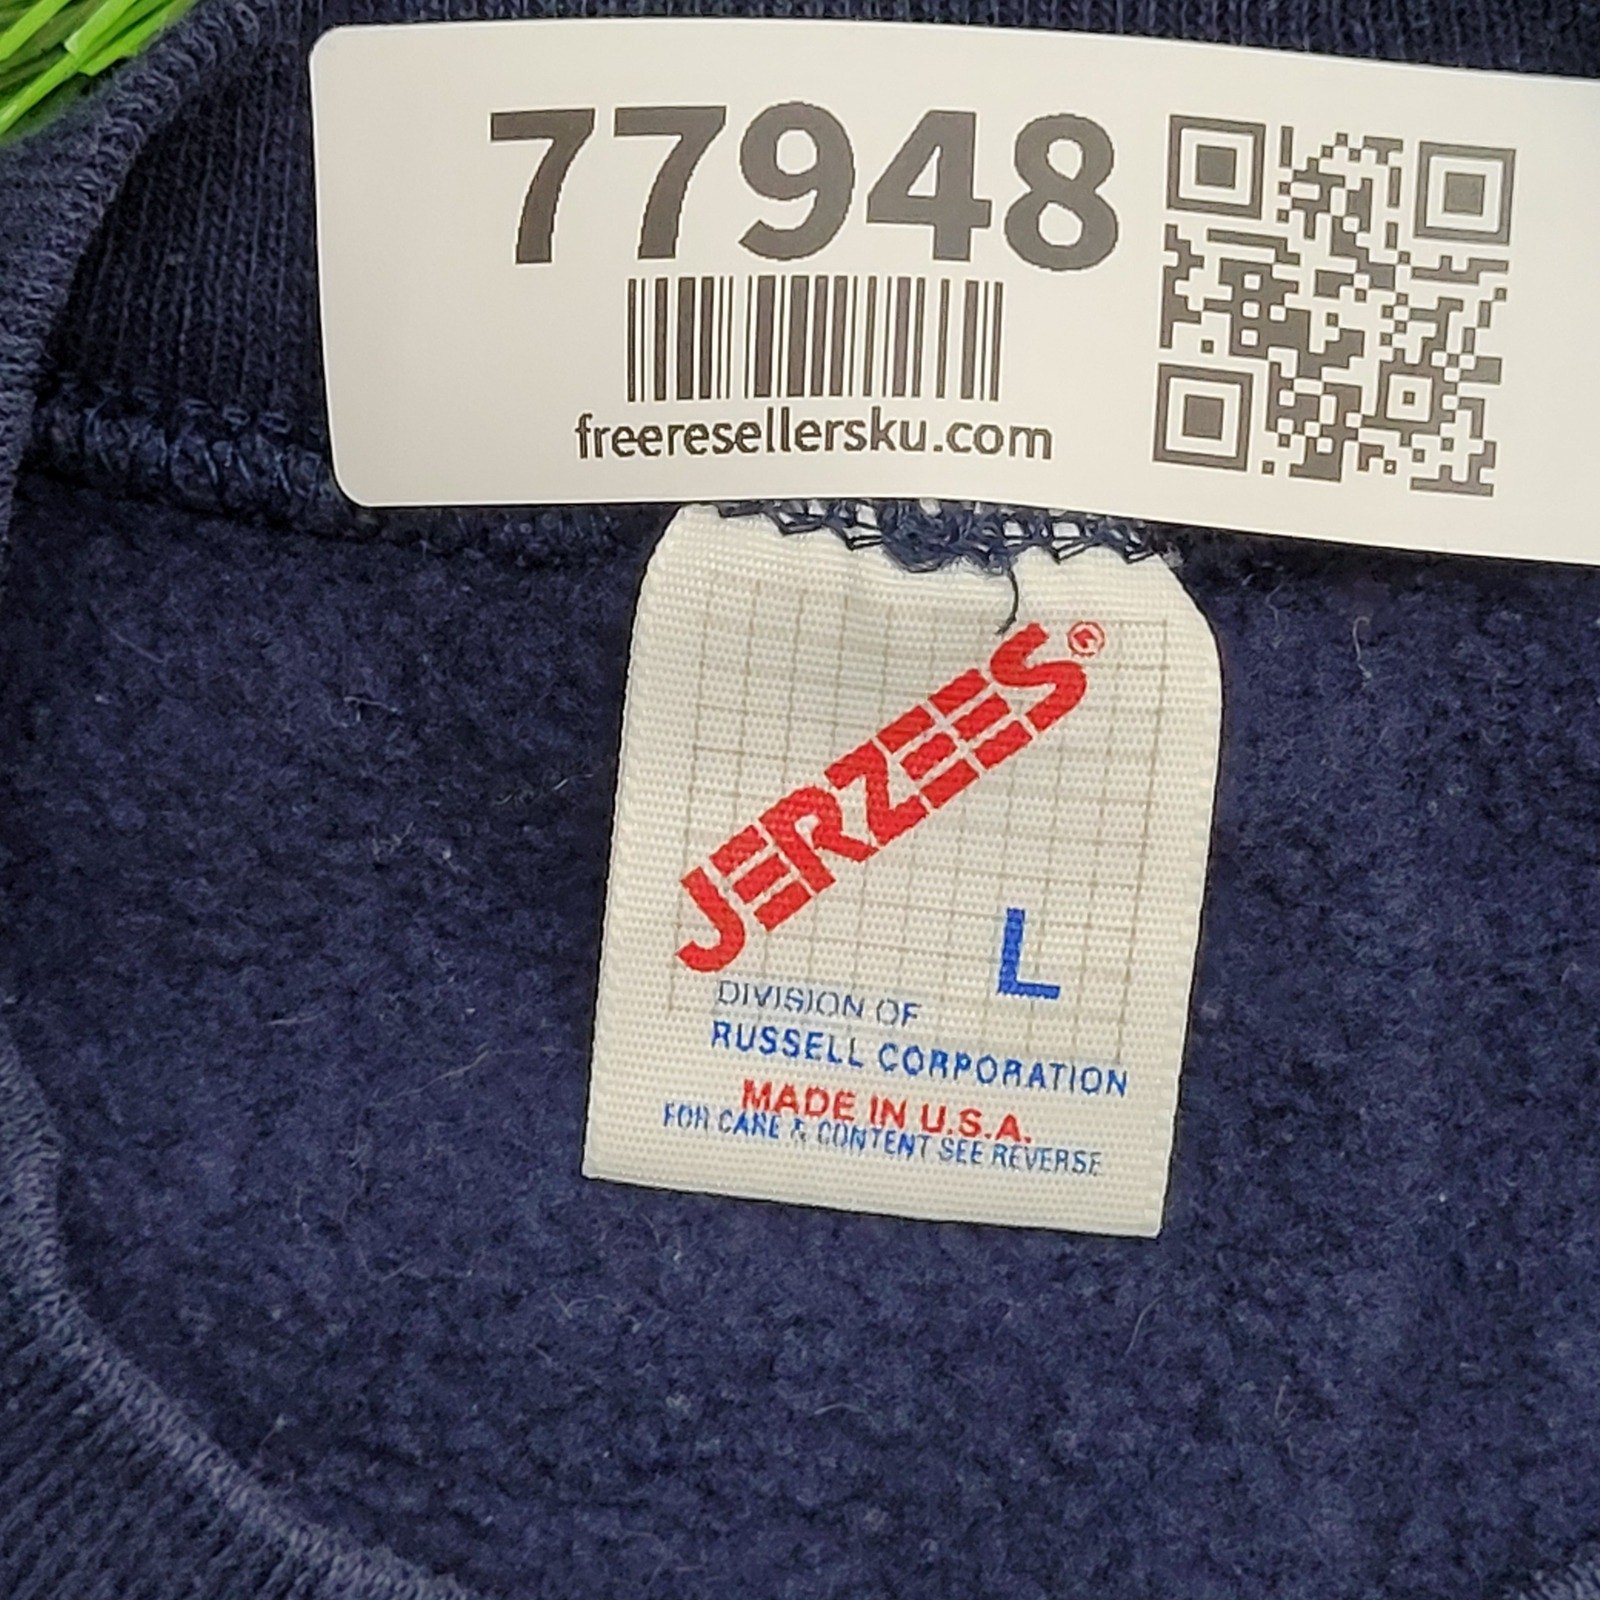 77948
freeresellersku.com
JERZEES®
L
DIVISION OF
RUSSELL CORPORATION
MADE IN U.S.A.
FOR CARE & CONTENT SEE REVERSE